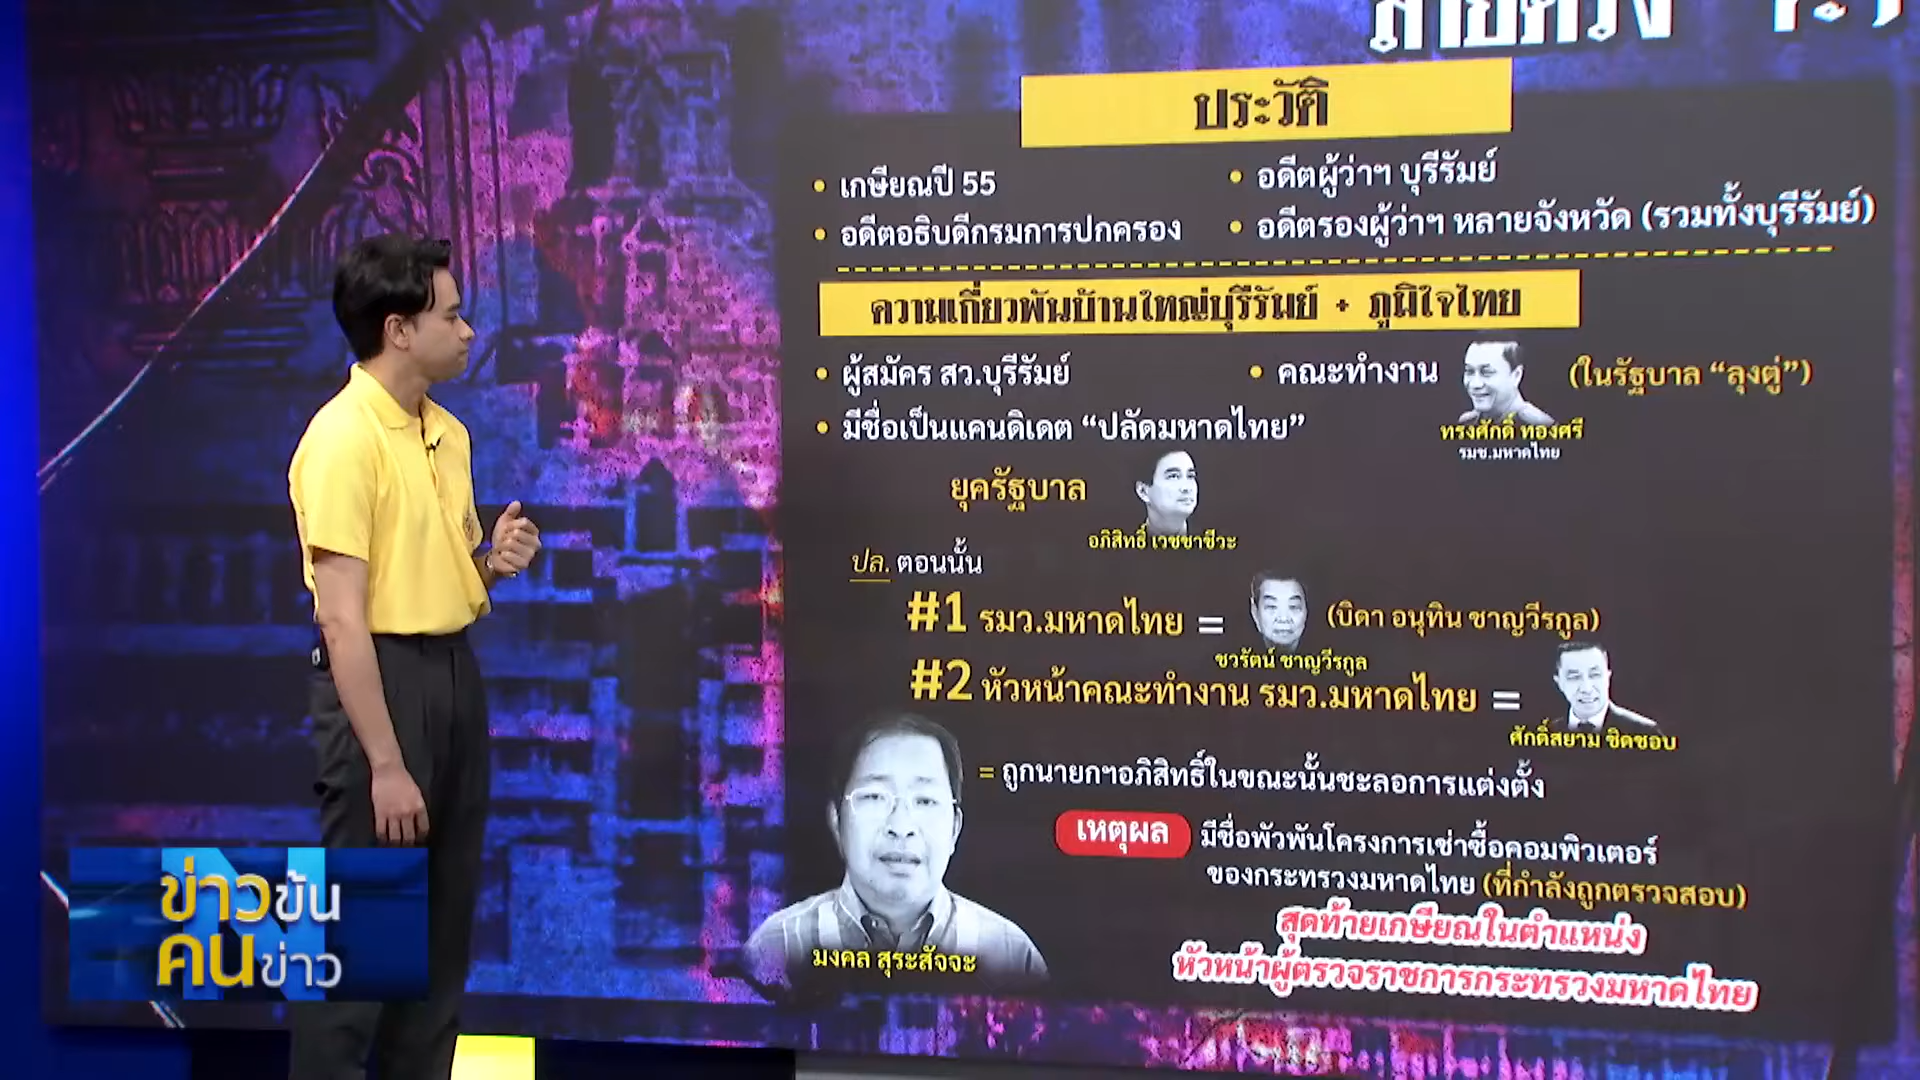 ประวัติ
• เกษียณปี 55
• อดีตผู้ว่าฯ บุรีรัมย์
• อดีตอธิบดีกรมการปกครอง
• อดีตรองผู้ว่าฯ หลายจังหวัด (รวมทั้งบุรีรัมย์)
ความเกี่ยวพันบ้านใหญ่บุรีรัมย์ + ภูมิใจไทย
• ผู้สมัคร สว.บุรีรัมย์
• คณะทำงาน
(ในรัฐบาล “ลุงตู่”)
ทรงศักดิ์ ทองศรี
รมช.มหาดไทย
• มีชื่อเป็นแคนดิเดต “ปลัดมหาดไทย”
ยุครัฐบาล
อภิสิทธิ์ เวชชาชีวะ
ปล. ตอนนั้น
#1 รมว.มหาดไทย =
(บิดา อนุทิน ชาญวีรกูล)
ชวรัตน์ ชาญวีรกูล
#2 หัวหน้าคณะทำงาน รมว.มหาดไทย =
ศักดิ์สยาม ชิดชอบ
= ถูกนายกฯอภิสิทธิ์ในขณะนั้นชะลอการแต่งตั้ง
เหตุผล มีชื่อพัวพันโครงการเช่าซื้อคอมพิวเตอร์
ของกระทรวงมหาดไทย (ที่กำลังถูกตรวจสอบ)
สุดท้ายเกษียณในตำแหน่ง
หัวหน้าผู้ตรวจราชการกระทรวงมหาดไทย
มงคล สุระสัจจะ
ข่าวข้น
คนข่าว
N